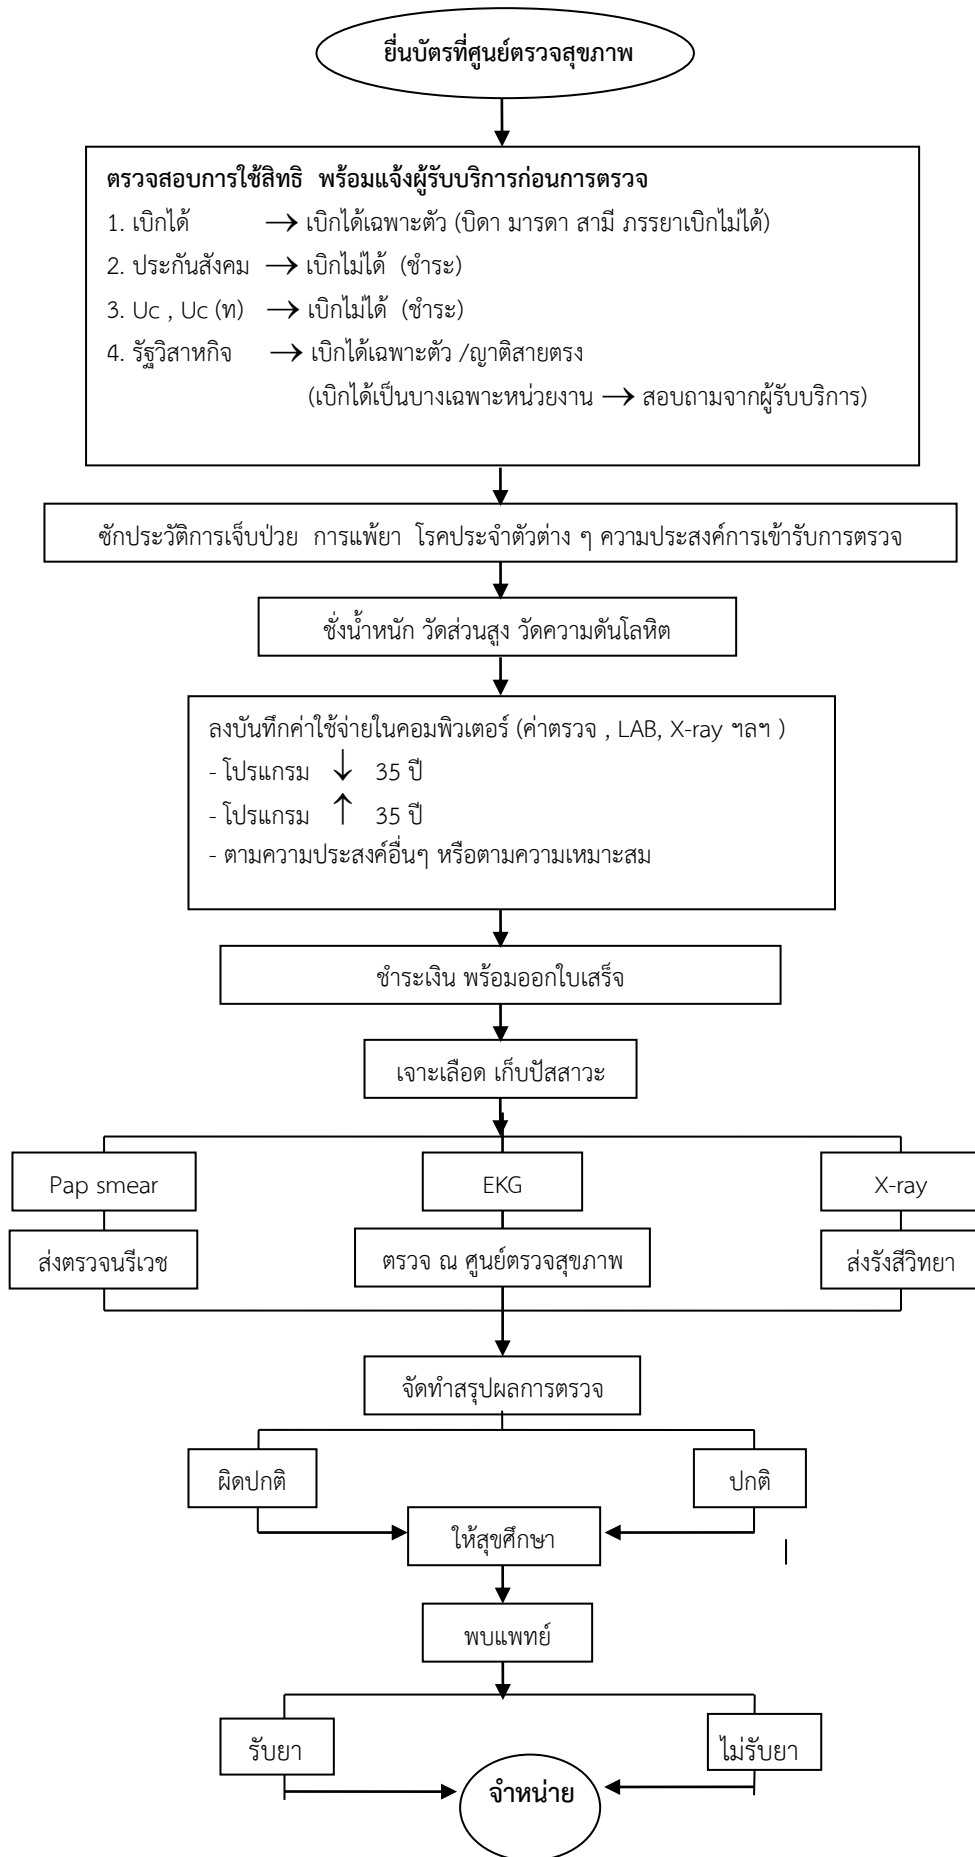 ยื่นบัตรที่ศูนย์ตรวจสุขภาพ
ตรวจสอบการใช้สิทธิ พร้อมแจ้งผู้รับบริการก่อนการตรวจ
1. เบิกได้ → เบิกได้เฉพาะตัว (บิดา มารดา สามี ภรรยาเบิกไม่ได้)
2. ประกันสังคม → เบิกไม่ได้ (ชำระ)
3. Uc , Uc (ท) → เบิกไม่ได้ (ชำระ)
4. รัฐวิสาหกิจ → เบิกได้เฉพาะตัว /ญาติสายตรง
(เบิกได้เป็นบางเฉพาะหน่วยงาน → สอบถามจากผู้รับบริการ)
ซักประวัติการเจ็บป่วย การแพ้ยา โรคประจำตัวต่าง ๆ ความประสงค์การเข้ารับการตรวจ
ชั่งน้ำหนัก วัดส่วนสูง วัดความดันโลหิต
ลงบันทึกค่าใช้จ่ายในคอมพิวเตอร์ (ค่าตรวจ , LAB, X-ray ฯลฯ )
- โปรแกรม ↓ 35 ปี
- โปรแกรม ↑ 35 ปี
- ตามความประสงค์อื่นๆ หรือตามความเหมาะสม
ชำระเงิน พร้อมออกใบเสร็จ
เจาะเลือด เก็บปัสสาวะ
Pap smear EKG X-ray
ส่งตรวจนรีเวช ตรวจ ณ ศูนย์ตรวจสุขภาพ ส่งรังสีวิทยา
จัดทำสรุปผลการตรวจ
ผิดปกติ ปกติ
ให้สุขศึกษา
พบแพทย์
รับยา ไม่รับยา
จำหน่าย